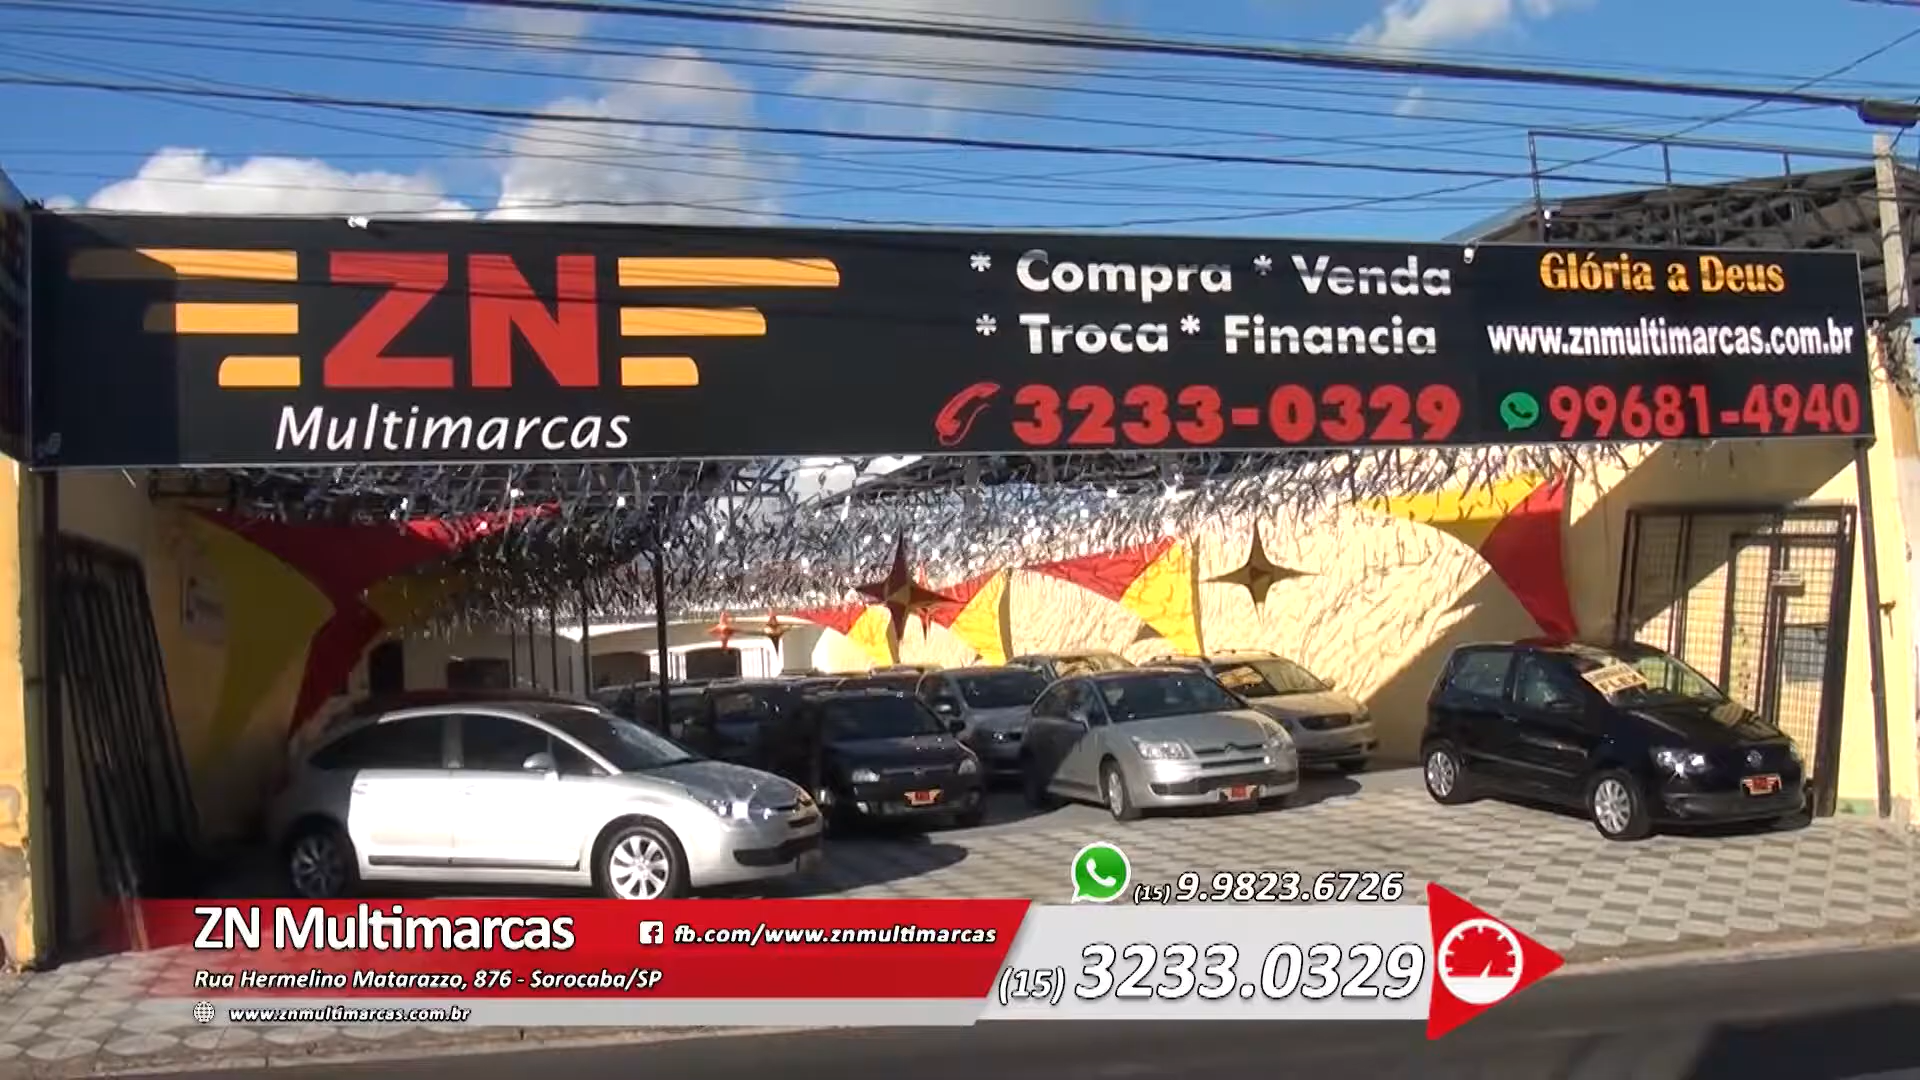 ZN
Multimarcas
* Compra * Venda
* Troca * Financia
3233-0329
Glória a Deus
www.znmultimarcas.com.br
99681-4940
(15) 9.9823.6726
ZN Multimarcas
fb.com/www.znmultimarcas
Rua Hermelino Matarazzo, 876 - Sorocaba/SP
(15) 3233.0329
www.znmultimarcas.com.br